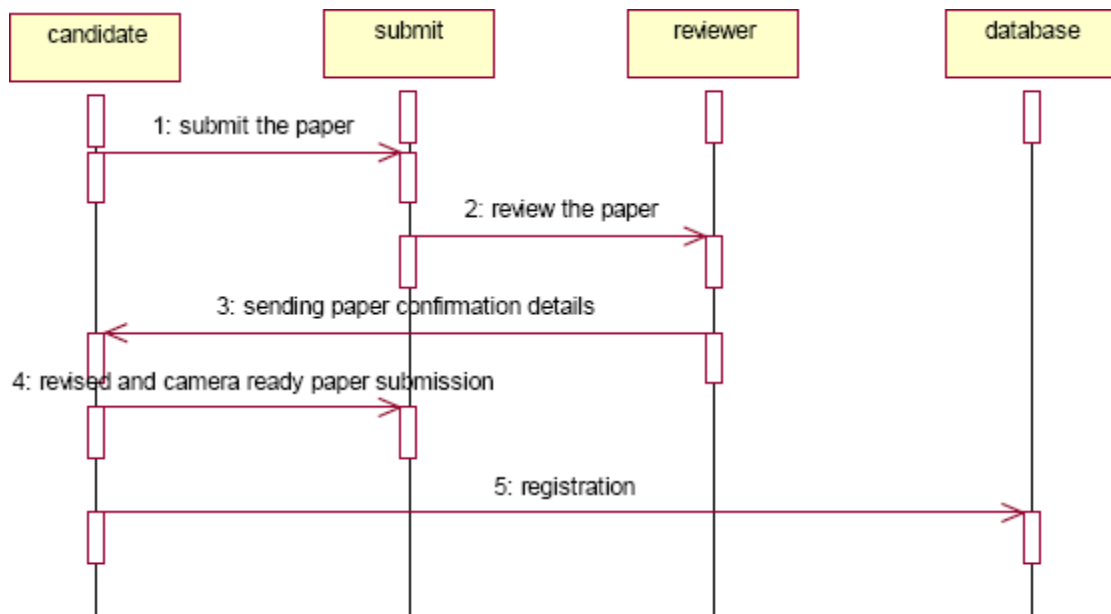 candidate
submit
reviewer
database
1: submit the paper
2: review the paper
3: sending paper confirmation details
4: revised and camera ready paper submission
5: registration